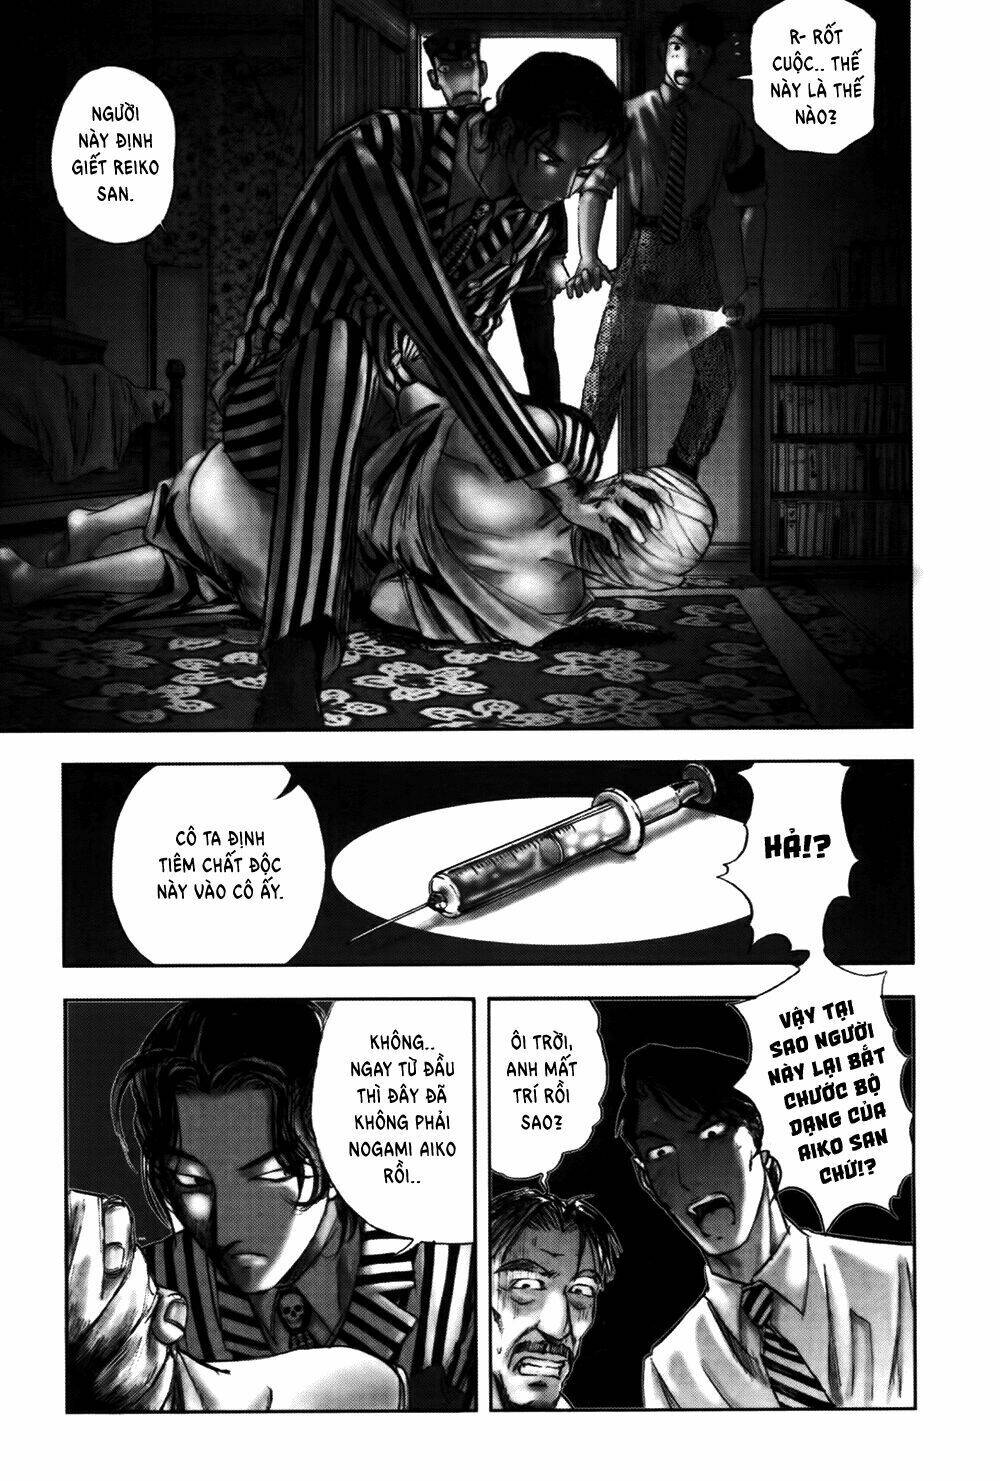 R- RỐT
CUỘC.. THẾ
NÀY LÀ THẾ
NÀO?
NGƯỜI
NÀY ĐỊNH
GIẾT REIKO
SAN.
HẢ!?
CÔ TA ĐỊNH
TIÊM CHẤT ĐỘC
NÀY VÀO CÔ ẤY.
VẬY TẠI
SAO NGƯỜI
NÀY LẠI BẮT
CHƯỚC BỘ
DẠNG CỦA
AIKO SAN
CHỨ!?
ÔI TRỜI,
ANH MẤT
TRÍ RỒI
SAO?
KHÔNG..
NGAY TỪ ĐẦU
THÌ ĐÂY ĐÃ
KHÔNG PHẢI
NOGAMI AIKO
RỒI..